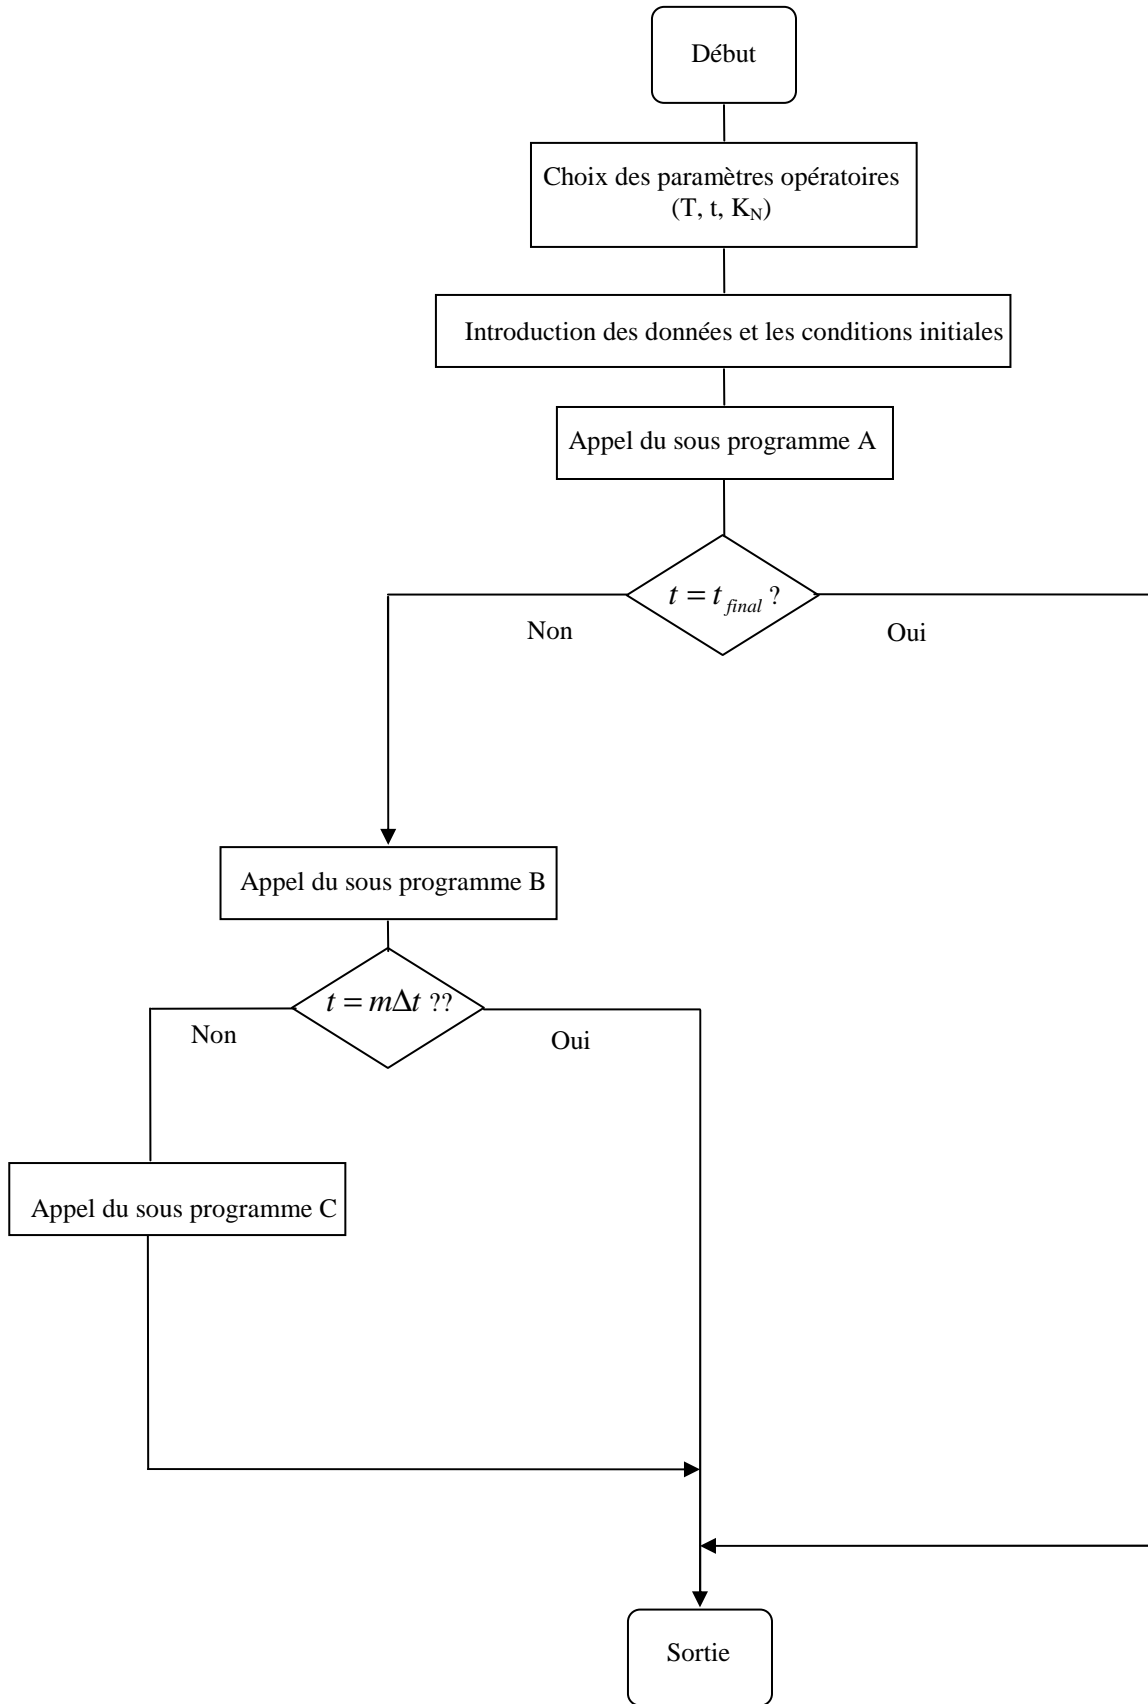 Début
Choix des paramètres opératoires
(T, t, K_N)
Introduction des données et les conditions initiales
Appel du sous programme A
t = t_final ?
Non
Oui
Appel du sous programme B
t = mΔt ??
Non
Oui
Appel du sous programme C
Sortie